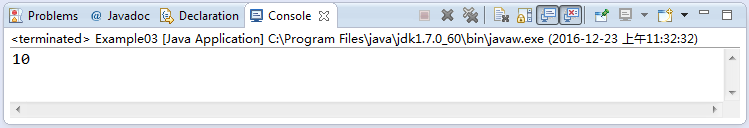 Problems @ Javadoc Declaration Console
<terminated> Example03 [Java Application] C:\Program Files\java\jdk1.7.0_60\bin\javaw.exe (2016-12-23 上午11:32:32)
10